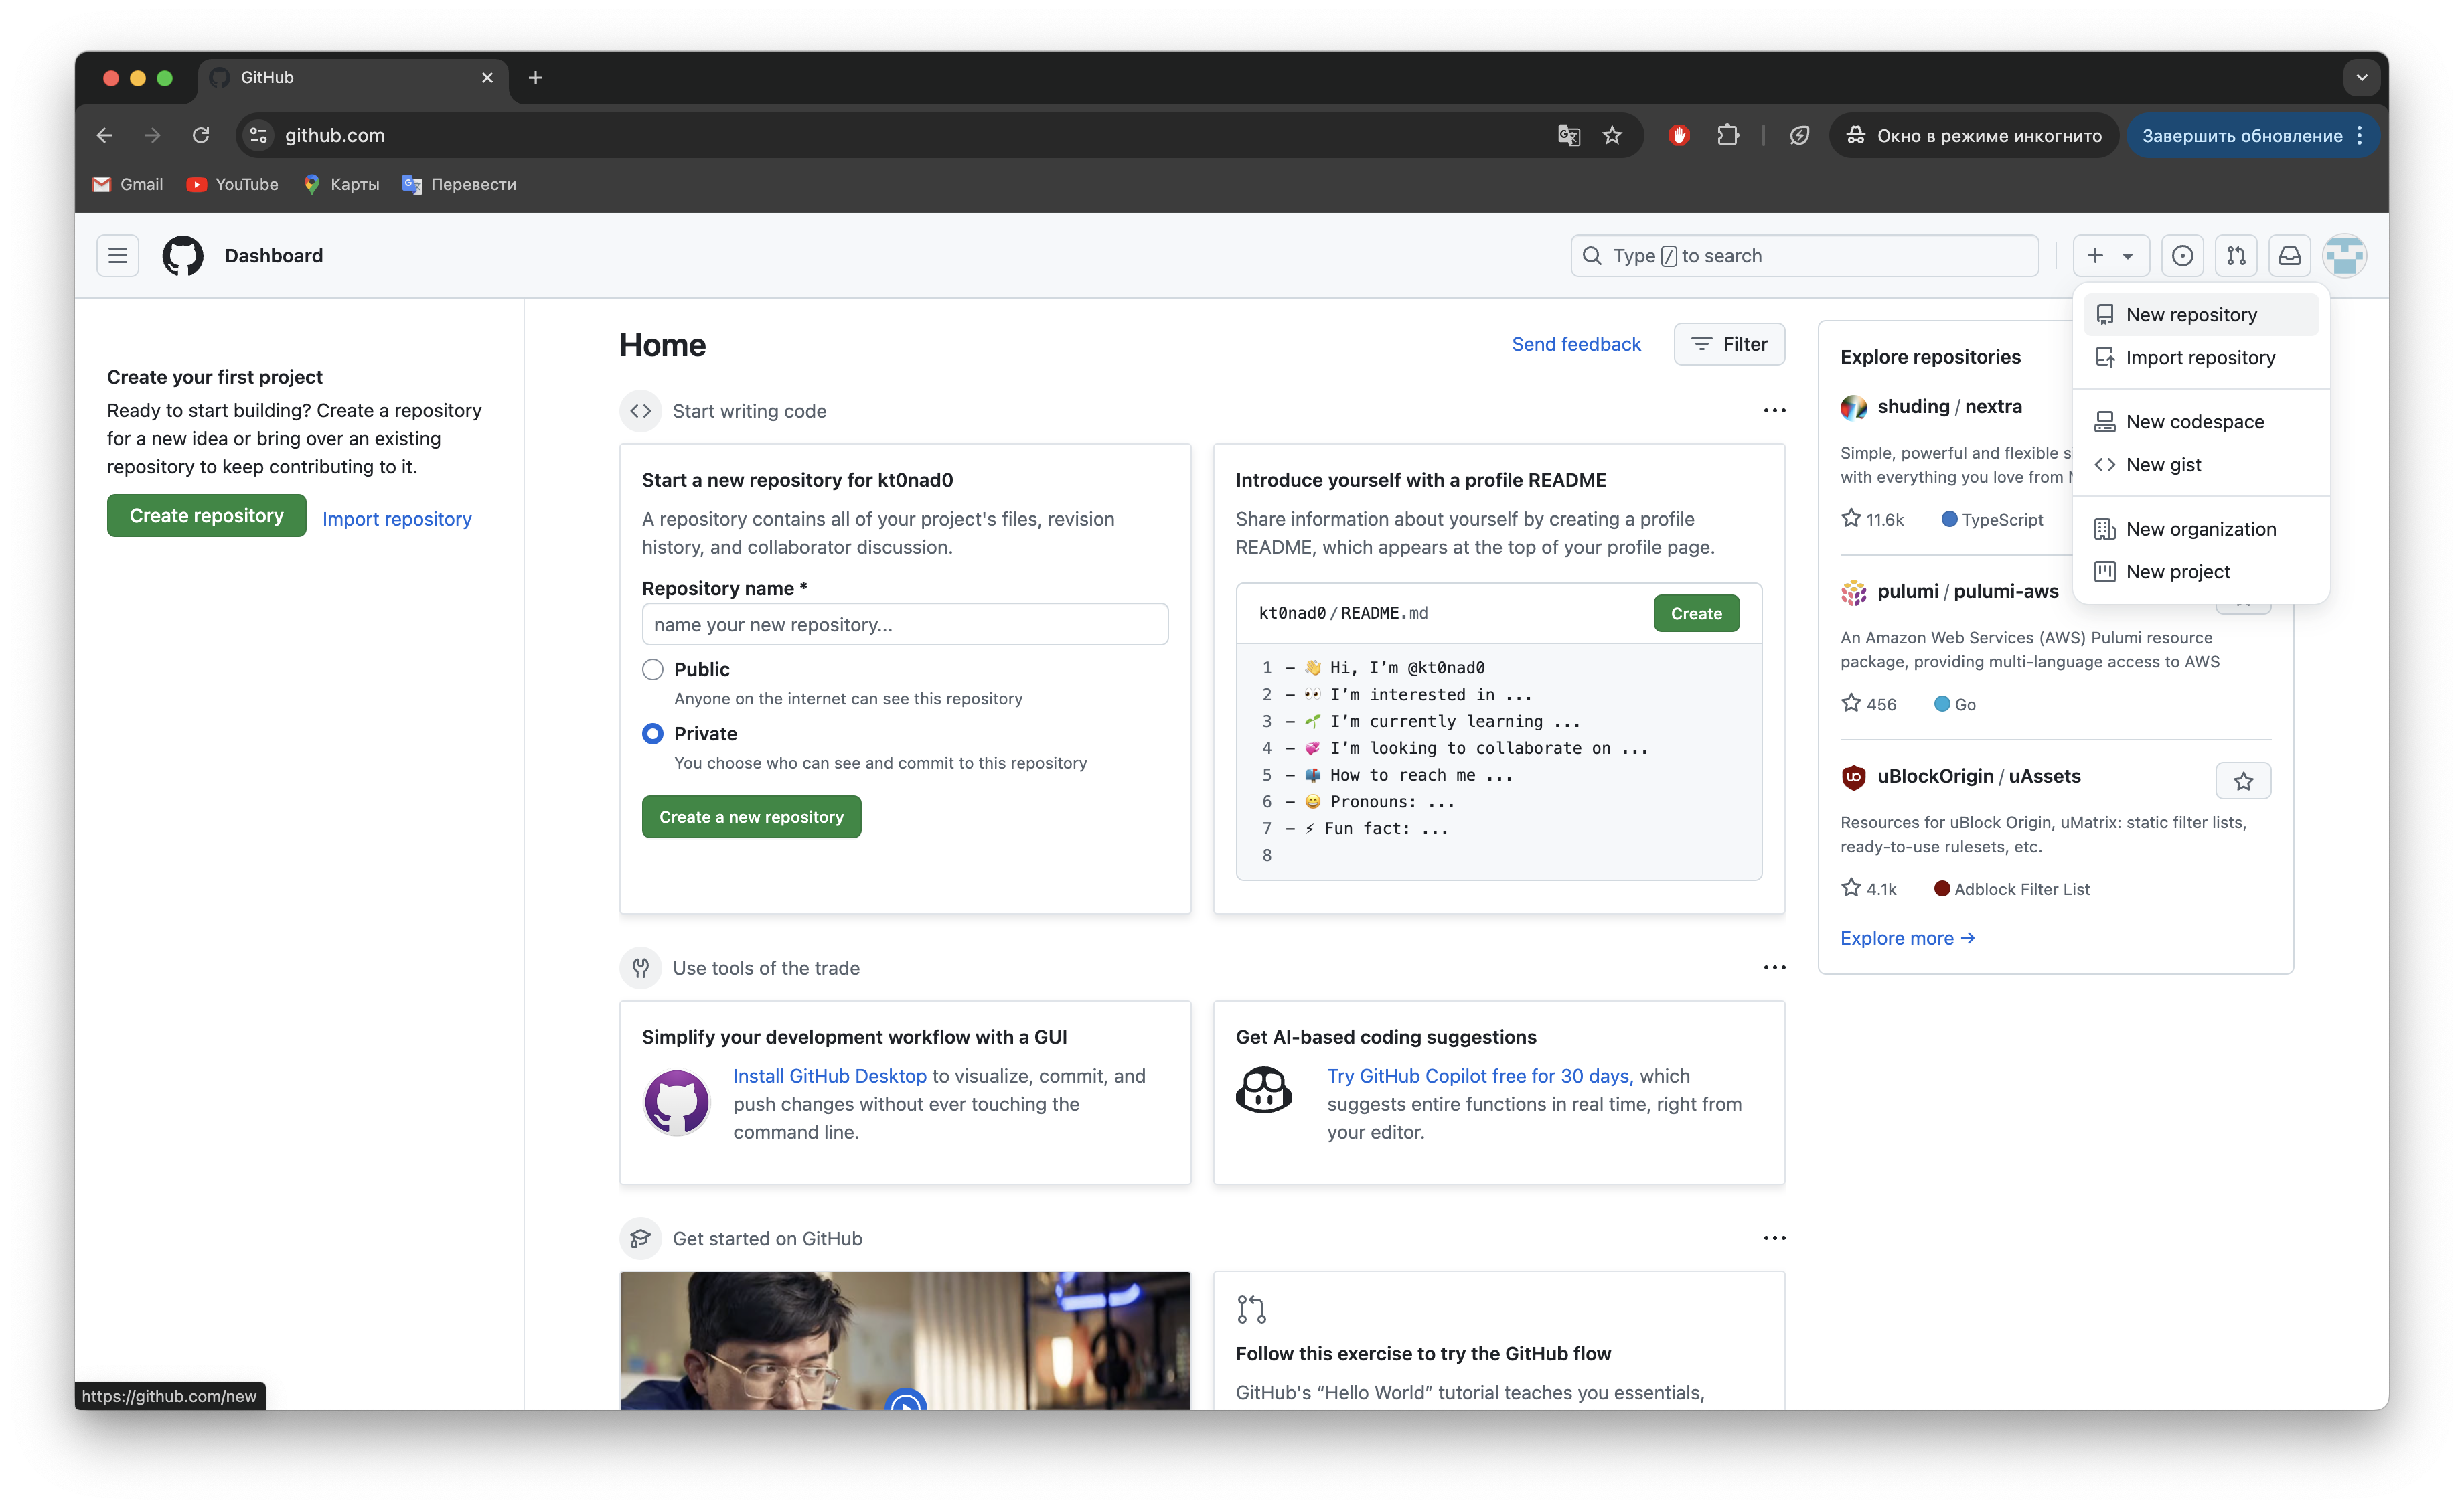 GitHub
github.com
Окно в режиме инкогнито
Завершить обновление
Gmail
YouTube
Карты
Перевести
Dashboard
Type / to search
New repository
Import repository
New codespace
New gist
New organization
New project
Create your first project
Ready to start building? Create a repository
for a new idea or bring over an existing
repository to keep contributing to it.
Create repository
Import repository
Home
Send feedback
Filter
Start writing code
Start a new repository for kt0nad0
A repository contains all of your project's files, revision
history, and collaborator discussion.
Repository name *
name your new repository...
Public
Anyone on the internet can see this repository
Private
You choose who can see and commit to this repository
Create a new repository
Introduce yourself with a profile README
Share information about yourself by creating a profile
README, which appears at the top of your profile page.
kt0nad0 / README.md
Create
1 – 👋 Hi, I’m @kt0nad0
2 – 👀 I’m interested in ...
3 – 🌱 I’m currently learning ...
4 – 💞️ I’m looking to collaborate on ...
5 – 📫 How to reach me ...
6 – 😄 Pronouns: ...
7 – ⚡ Fun fact: ...
8
Use tools of the trade
Simplify your development workflow with a GUI
Install GitHub Desktop to visualize, commit, and
push changes without ever touching the
command line.
Get AI-based coding suggestions
Try GitHub Copilot free for 30 days, which
suggests entire functions in real time, right from
your editor.
Get started on GitHub
Follow this exercise to try the GitHub flow
GitHub's “Hello World” tutorial teaches you essentials,
Explore repositories
shuding / nextra
Simple, powerful and flexible
with everything you love from
11.6k
TypeScript
pulumi / pulumi-aws
An Amazon Web Services (AWS) Pulumi resource
package, providing multi-language access to AWS
456
Go
uBlockOrigin / uAssets
Resources for uBlock Origin, uMatrix: static filter lists,
ready-to-use rulesets, etc.
4.1k
Adblock Filter List
Explore more →
https://github.com/new